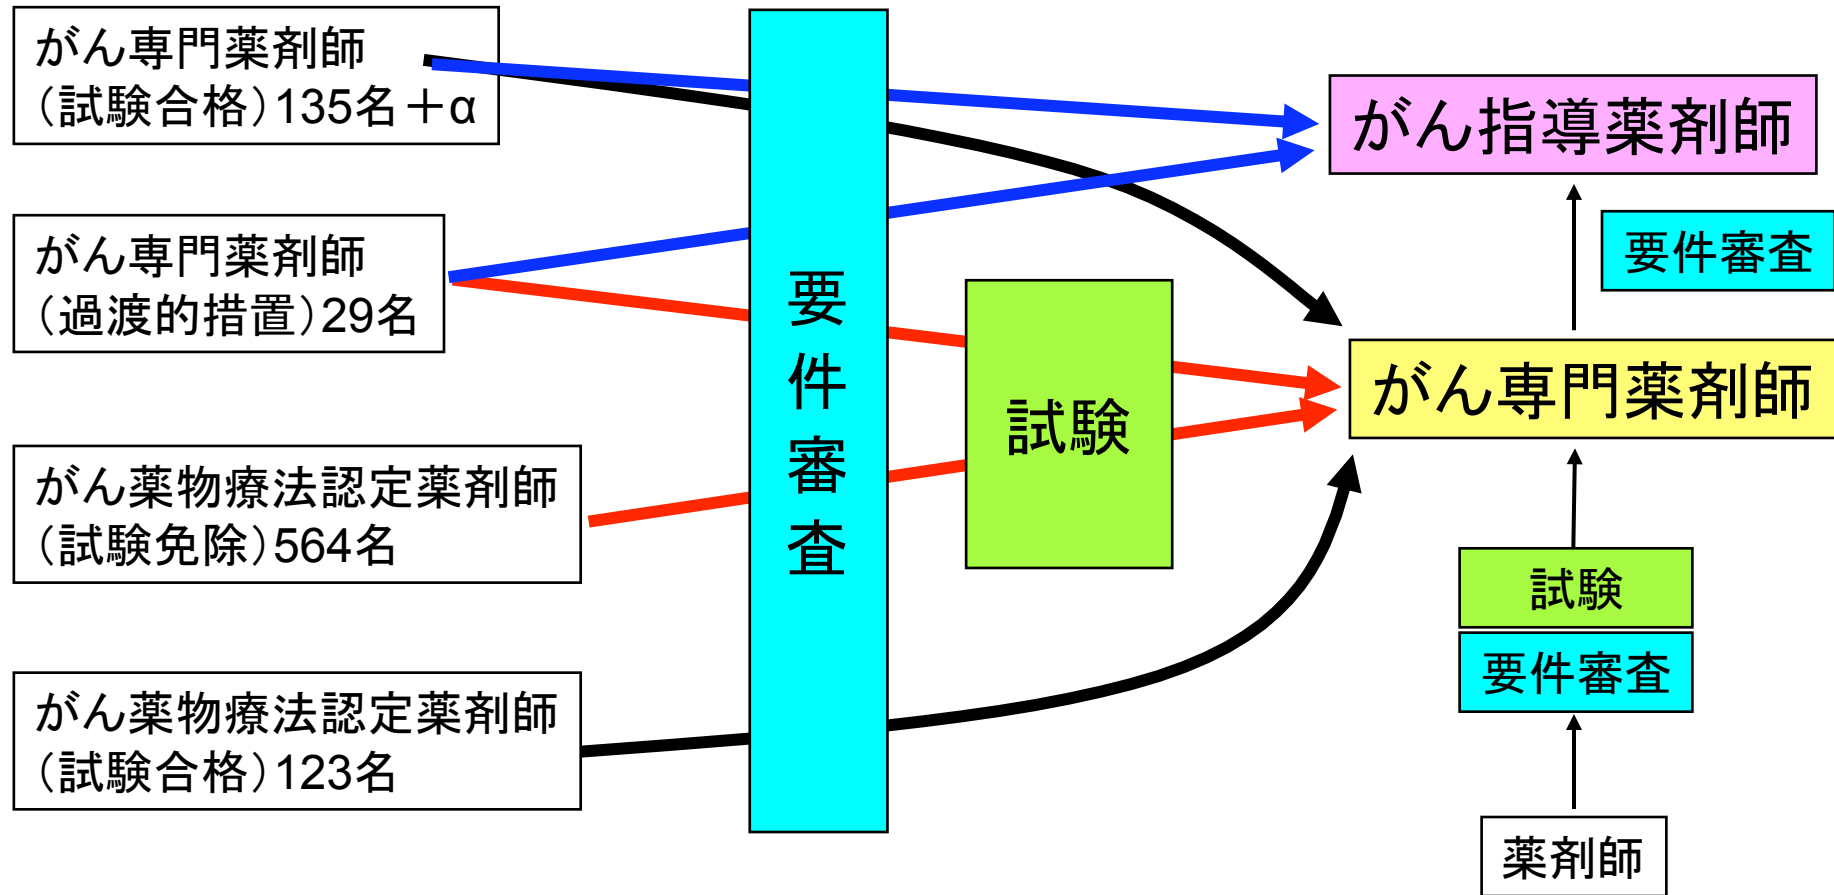 がん専門薬剤師
（試験合格）135名＋α
がん専門薬剤師
（過渡的措置）29名
がん薬物療法認定薬剤師
（試験免除）564名
がん薬物療法認定薬剤師
（試験合格）123名
要件審査
試験
がん指導薬剤師
要件審査
がん専門薬剤師
試験
要件審査
薬剤師